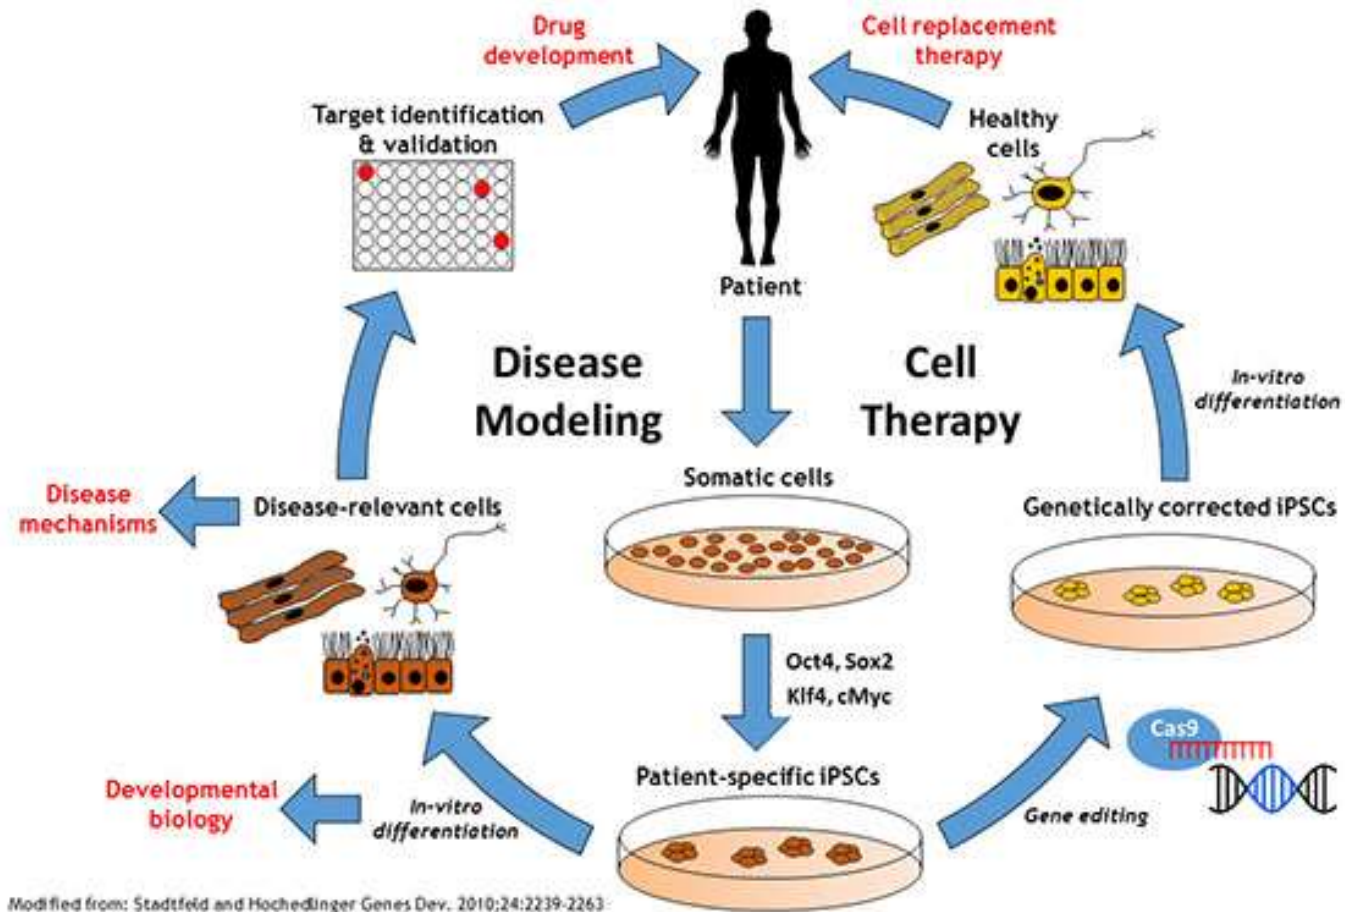 Drug
development
Cell replacement
therapy
Target identification
& validation
Healthy
cells
Patient
Disease
Modeling
Cell
Therapy
In-vitro
differentiation
Somatic cells
Disease
mechanisms
Disease-relevant cells
Genetically corrected iPSCs
Oct4, Sox2
Klf4, cMyc
Cas9
Patient-specific iPSCs
Developmental
biology
In-vitro
differentiation
Gene editing
Modified from: Stadtfeld and Hochedlinger Genes Dev. 2010;24:2239-2263